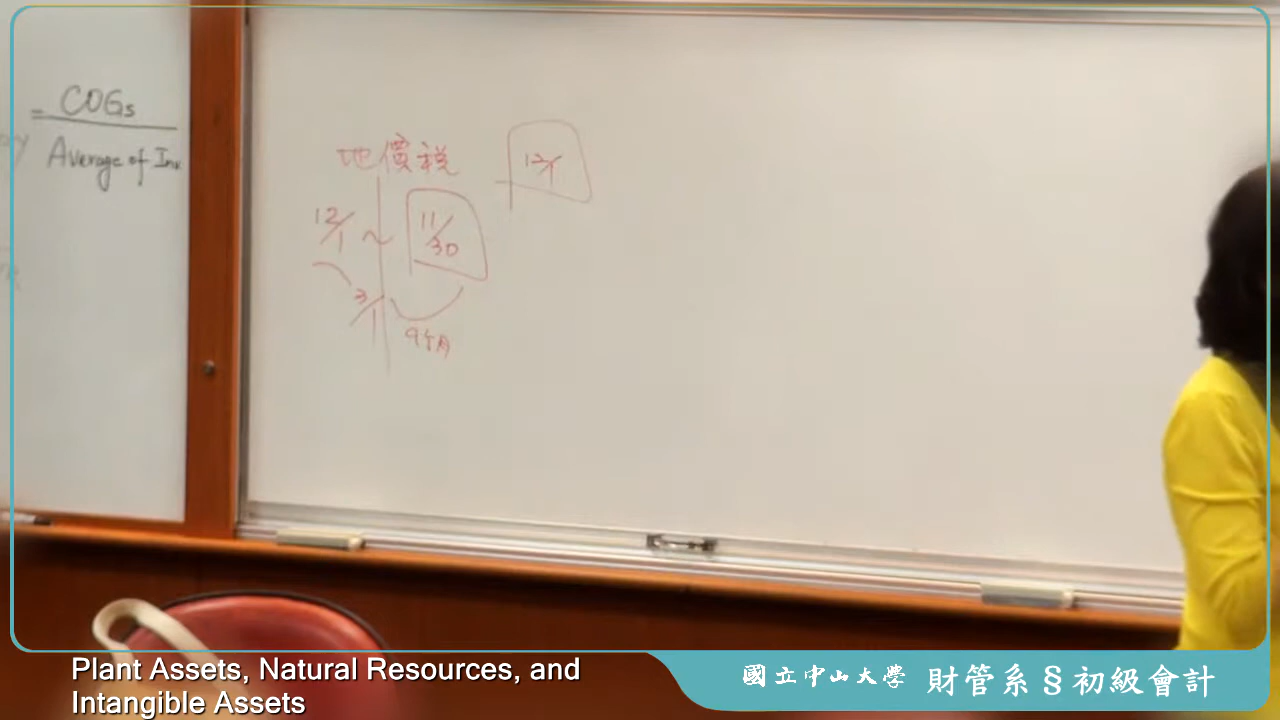 = COGs
Average of Inv
地價稅
12/1
12/1 ~ 11/30
3/1
9个月
Plant Assets, Natural Resources, and
Intangible Assets
國立中山大學 財管系§初級會計